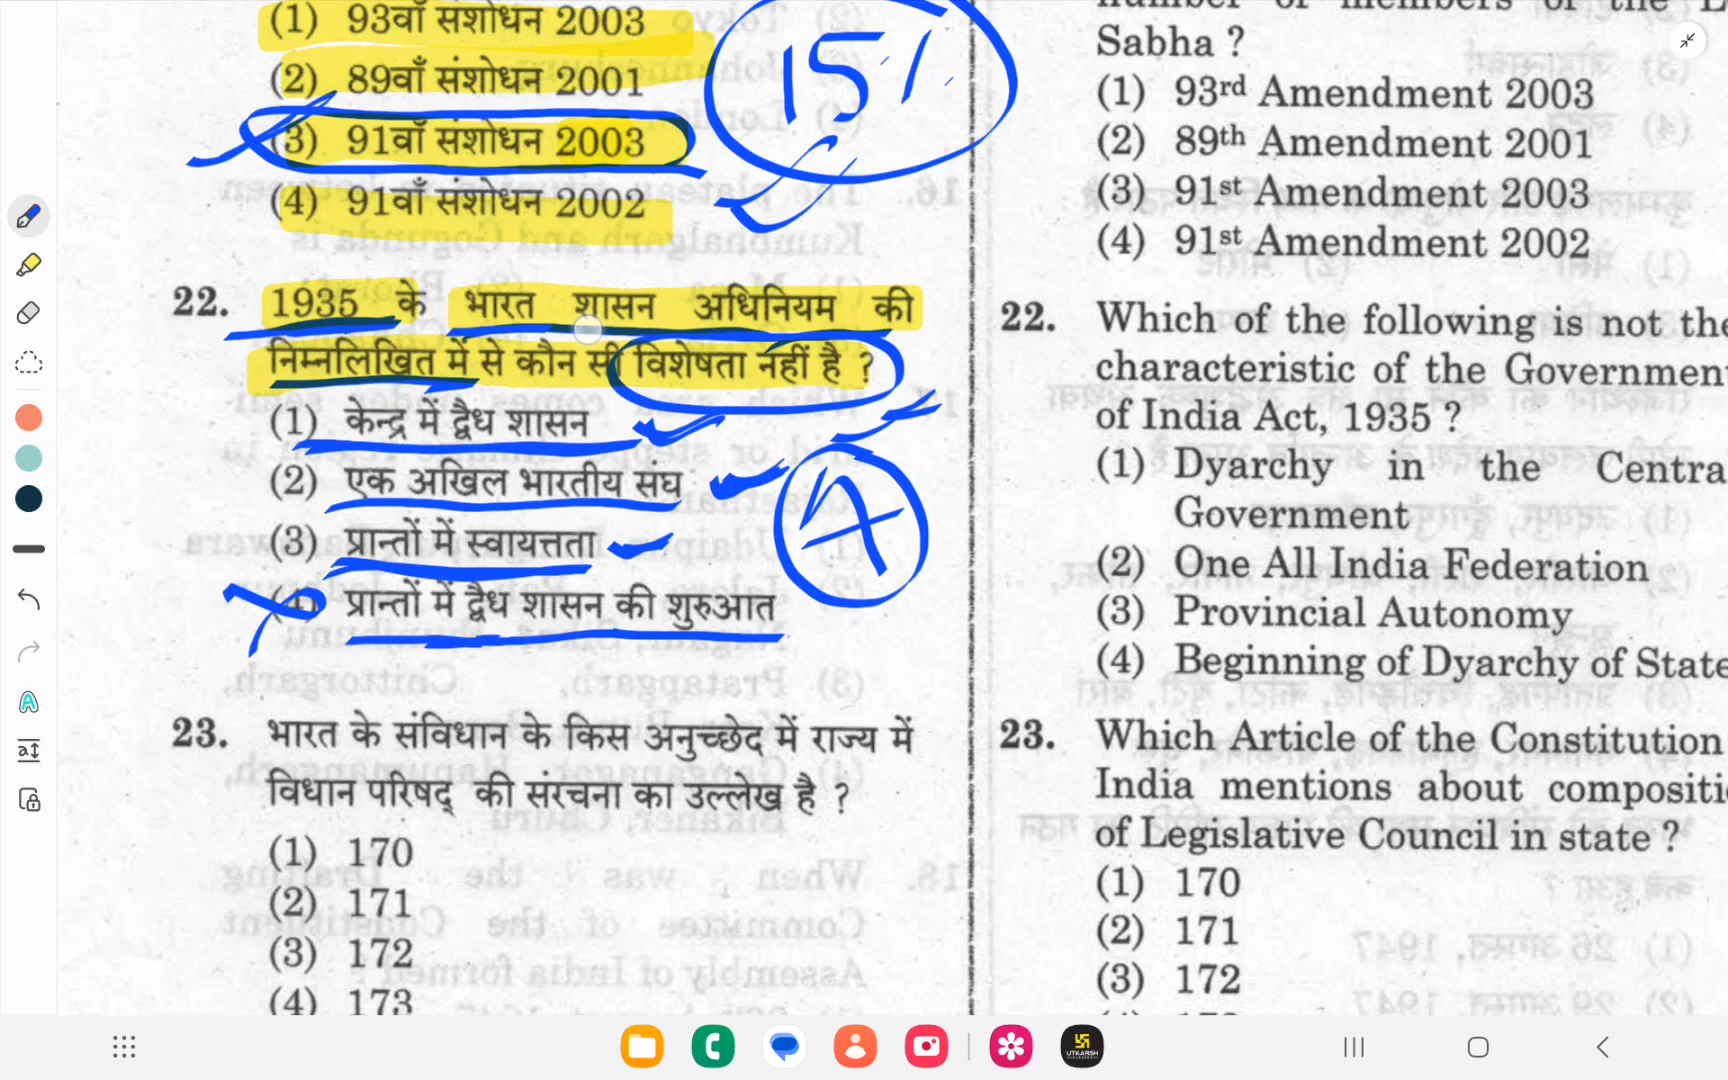 (1) 93वाँ संशोधन 2003
(2) 89वाँ संशोधन 2001
(3) 91वाँ संशोधन 2003
(4) 91वाँ संशोधन 2002
15%
22. 1935 के भारत शासन अधिनियम की
निम्नलिखित में से कौन सी विशेषता नहीं है ?
(1) केन्द्र में द्वैध शासन
(2) एक अखिल भारतीय संघ
(3) प्रान्तों में स्वायत्तता
(4) प्रान्तों में द्वैध शासन की शुरुआत
23. भारत के संविधान के किस अनुच्छेद में राज्य में
विधान परिषद् की संरचना का उल्लेख है ?
(1) 170
(2) 171
(3) 172
(4) 173
number of members of the L
Sabha ?
(1) 93rd Amendment 2003
(2) 89th Amendment 2001
(3) 91st Amendment 2003
(4) 91st Amendment 2002
22. Which of the following is not the
characteristic of the Governmen
of India Act, 1935 ?
(1) Dyarchy in the Centra
Government
(2) One All India Federation
(3) Provincial Autonomy
(4) Beginning of Dyarchy of State
23. Which Article of the Constitution
India mentions about compositi
of Legislative Council in state ?
(1) 170
(2) 171
(3) 172
UTKARSH